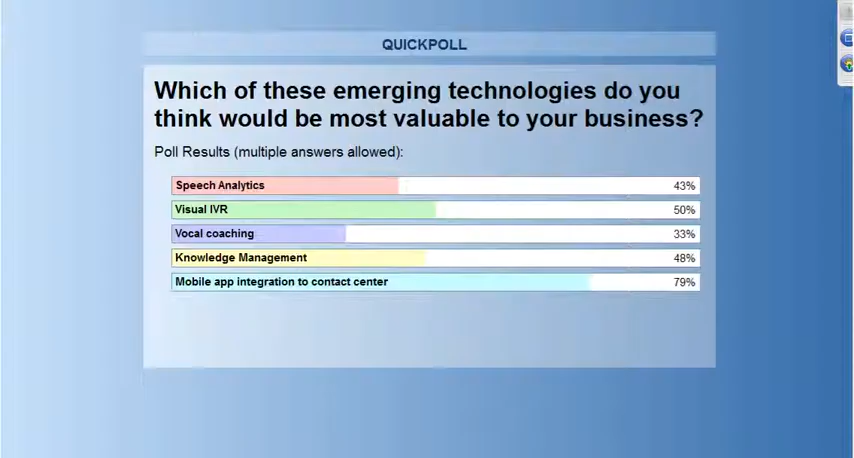 QUICKPOLL
Which of these emerging technologies do you
think would be most valuable to your business?
Poll Results (multiple answers allowed):
Speech Analytics 43%
Visual IVR 50%
Vocal coaching 33%
Knowledge Management 48%
Mobile app integration to contact center 79%